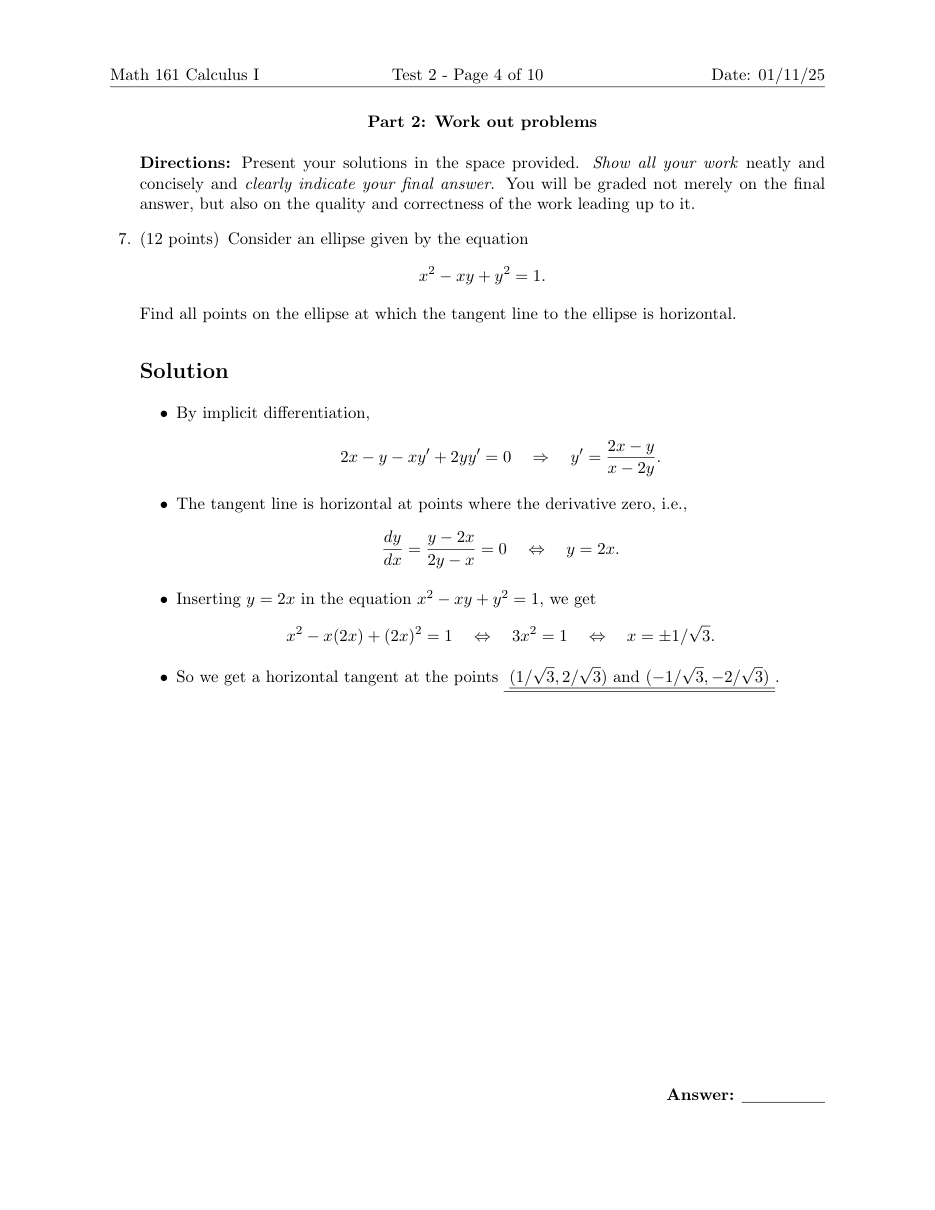 Math 161 Calculus I Test 2 - Page 4 of 10 Date: 01/11/25
Part 2: Work out problems
Directions: Present your solutions in the space provided. Show all your work neatly and
concisely and clearly indicate your final answer. You will be graded not merely on the final
answer, but also on the quality and correctness of the work leading up to it.
7. (12 points) Consider an ellipse given by the equation
x² − xy + y² = 1.
Find all points on the ellipse at which the tangent line to the ellipse is horizontal.
Solution
• By implicit differentiation,
2x − y − xy′ + 2yy′ = 0 ⇒ y′ = (2x − y)/(x − 2y).
• The tangent line is horizontal at points where the derivative zero, i.e.,
dy/dx = (y − 2x)/(2y − x) = 0 ⇔ y = 2x.
• Inserting y = 2x in the equation x² − xy + y² = 1, we get
x² − x(2x) + (2x)² = 1 ⇔ 3x² = 1 ⇔ x = ±1/√3.
• So we get a horizontal tangent at the points (1/√3, 2/√3) and (−1/√3, −2/√3) .
Answer: